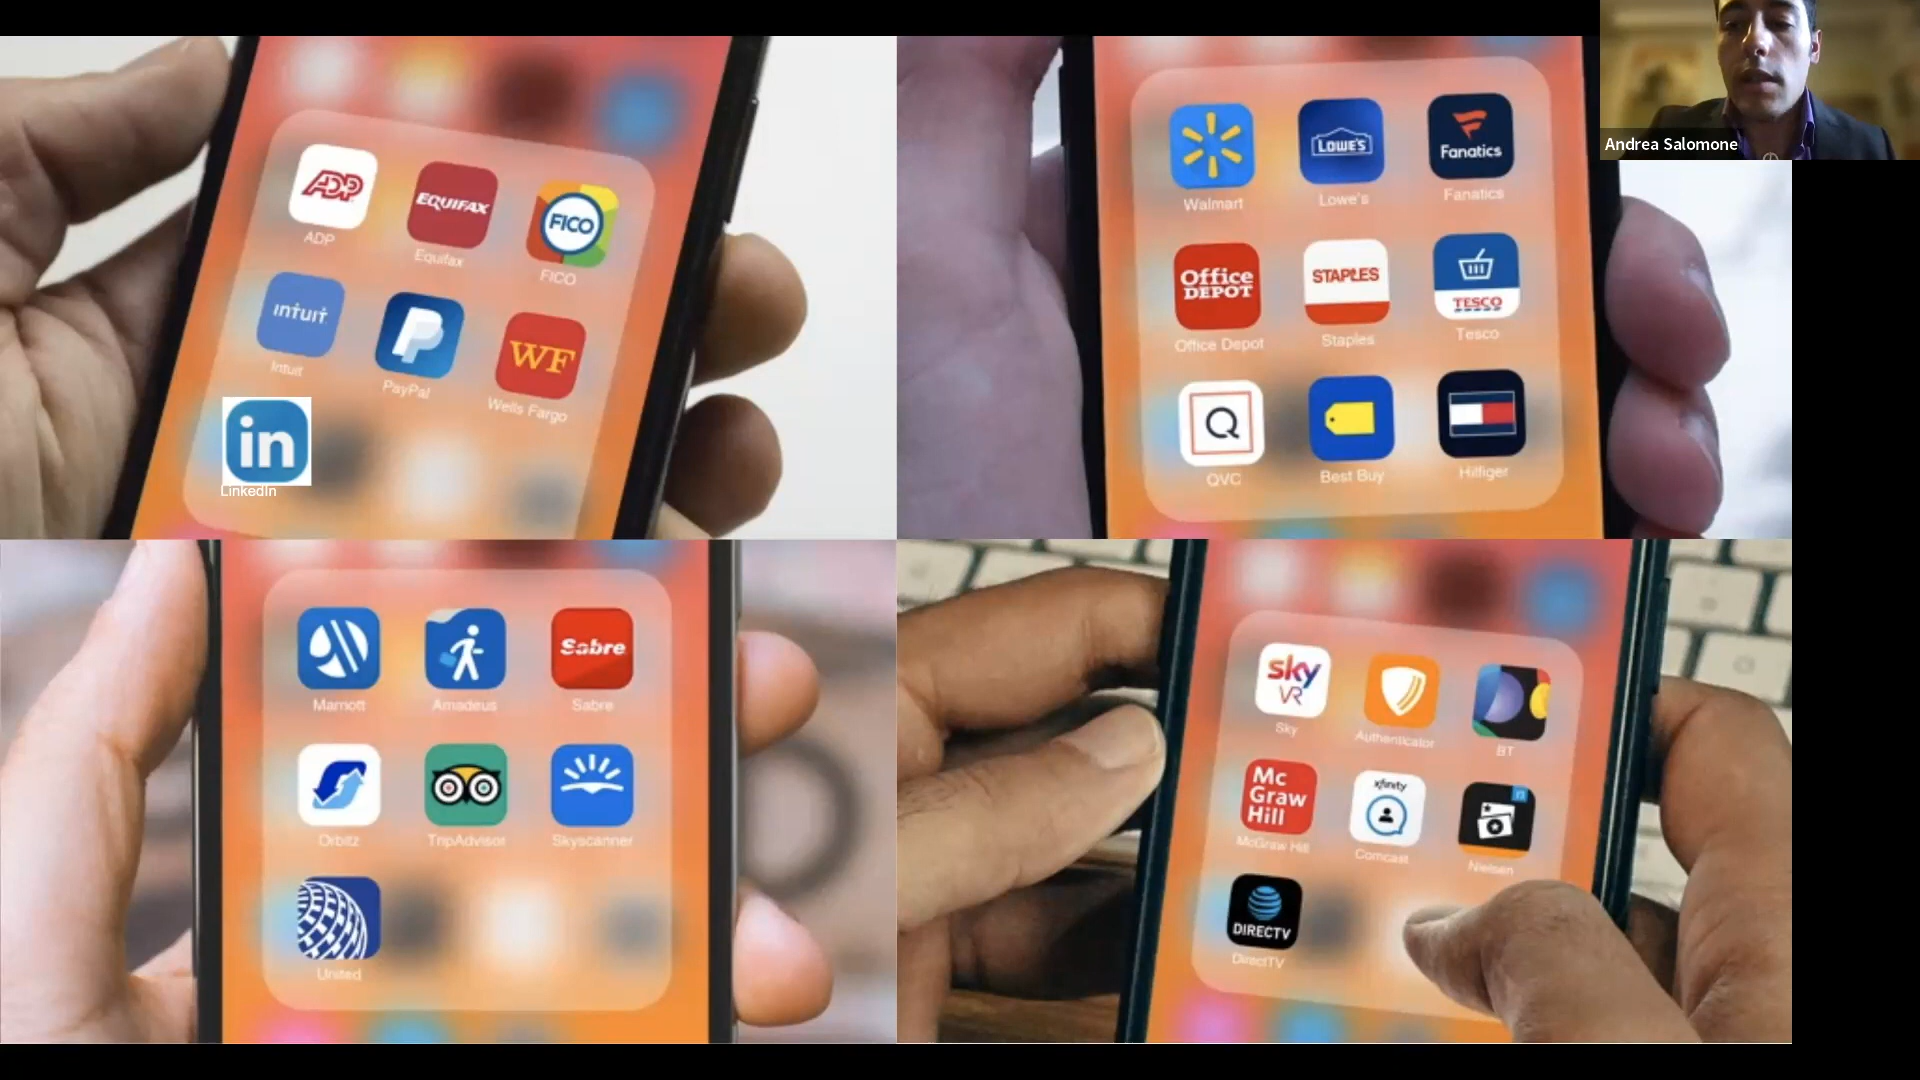 ADP
EQUIFAX
FICO
ADP
Equifax
FICO
INTUIT
P
WF
Intuit
PayPal
Wells Fargo
in
LinkedIn
LOWE'S
Fanatics
Walmart
Lowe's
Fanatics
Office
DEPOT
STAPLES
TESCO
Office Depot
Staples
Tesco
Q
QVC
Best Buy
Hilfiger
Andrea Salomone
Sabre
Marriott
Amadeus
Sabre
Orbitz
TripAdvisor
Skyscanner
United
sky
VR
Sky
Authenticator
BT
Mc
Graw
Hill
xfinity
n
McGraw Hill
Comcast
Nielsen
DIRECTV
DirecTV